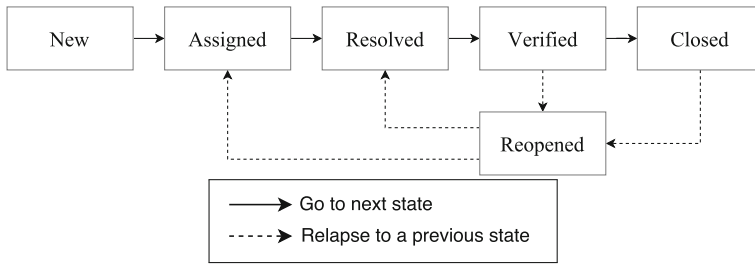 New
Assigned
Resolved
Verified
Closed
Reopened
Go to next state
Relapse to a previous state